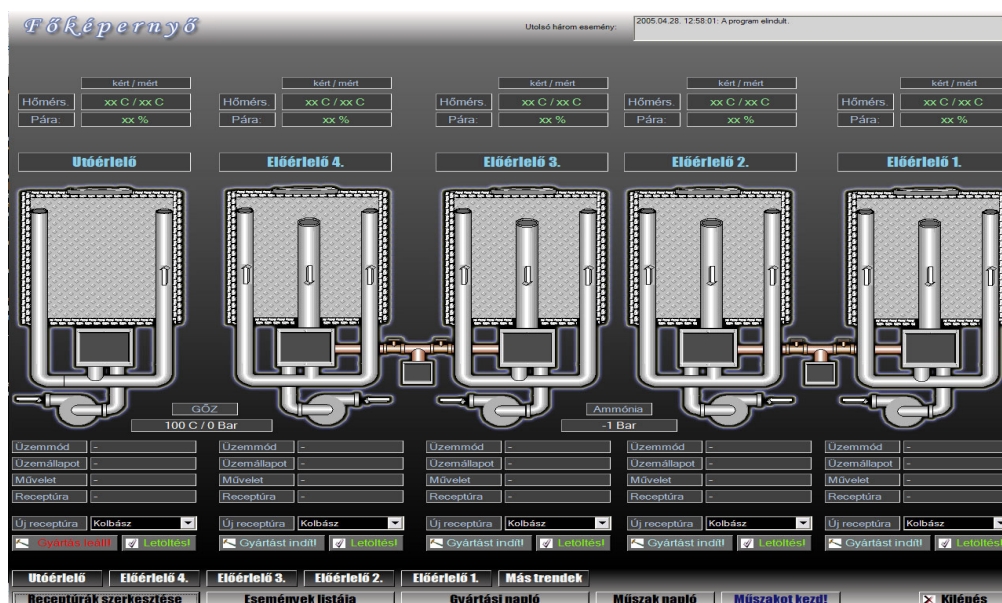 Főképernyő
Utolsó három esemény:
2005.04.28. 12:58:01: A program elindult.
kért / mért kért / mért kért / mért kért / mért kért / mért
Hőmérs. xx C / xx C Hőmérs. xx C / xx C Hőmérs. xx C / xx C Hőmérs. xx C / xx C Hőmérs. xx C / xx C
Pára: xx % Pára: xx % Pára: xx % Pára: xx % Pára: xx %
Utóérlelő Előérlelő 4. Előérlelő 3. Előérlelő 2. Előérlelő 1.
GŐZ Ammónia
100 C / 0 Bar -1 Bar
Üzemmód - Üzemmód - Üzemmód - Üzemmód - Üzemmód -
Üzemállapot - Üzemállapot - Üzemállapot - Üzemállapot - Üzemállapot -
Művelet - Művelet - Művelet - Művelet - Művelet -
Receptúra - Receptúra - Receptúra - Receptúra - Receptúra -
Új receptúra Kolbász Új receptúra Kolbász Új receptúra Kolbász Új receptúra Kolbász Új receptúra Kolbász
Gyártás leáll! Letöltés! Gyártást indít! Letöltés! Gyártást indít! Letöltés! Gyártást indít! Letöltés! Gyártást indít! Letöltés!
Utóérlelő Előérlelő 4. Előérlelő 3. Előérlelő 2. Előérlelő 1. Más trendek
Receptúrák szerkesztése Események listája Gyártási napló Műszak napló Műszakot kezd! Kilépés